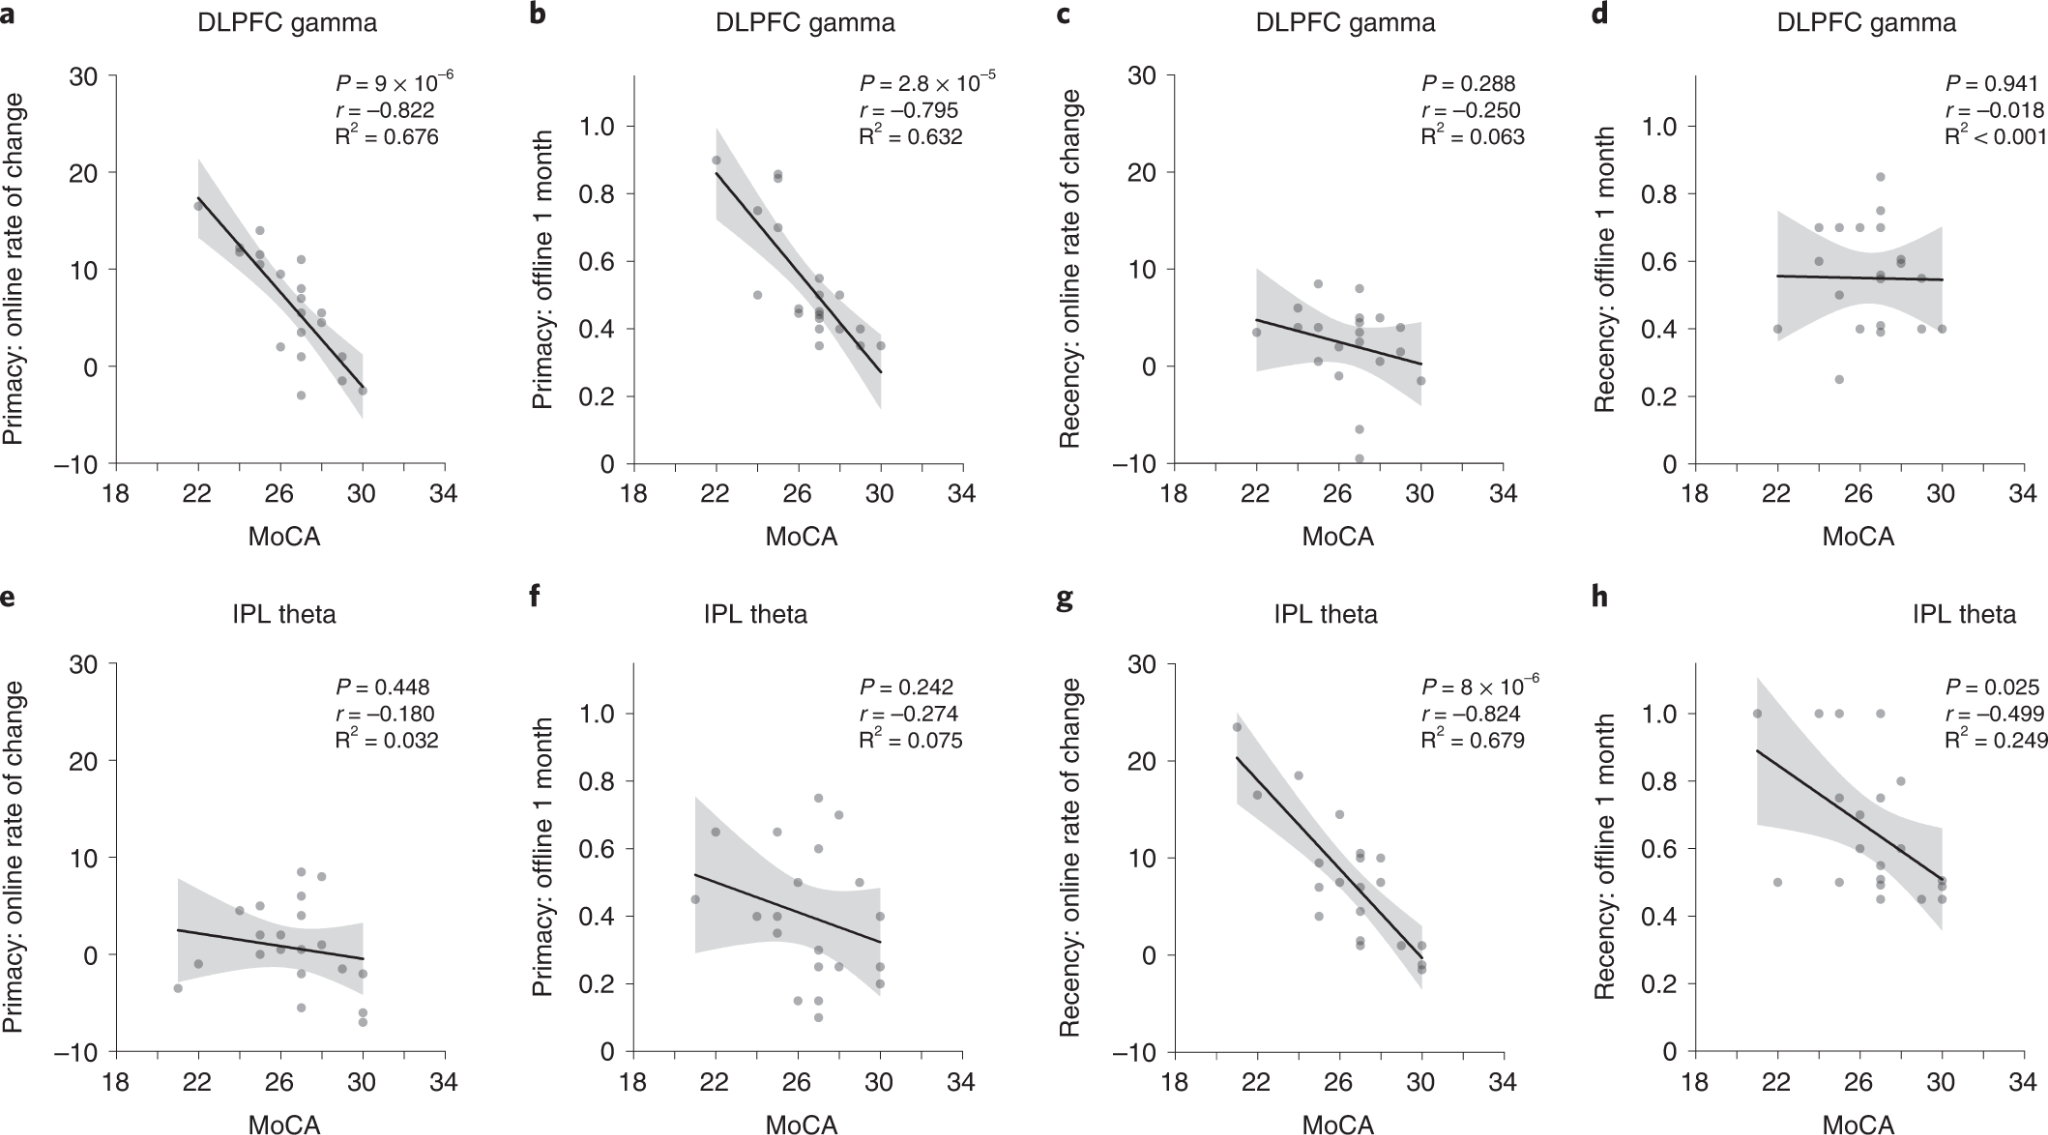 a
DLPFC gamma
P = 9 × 10⁻⁶
r = –0.822
R² = 0.676
Primacy: online rate of change
30
20
10
0
–10
18 22 26 30 34
MoCA
b
DLPFC gamma
P = 2.8 × 10⁻⁵
r = –0.795
R² = 0.632
Primacy: offline 1 month
1.0
0.8
0.6
0.4
0.2
0
18 22 26 30 34
MoCA
c
DLPFC gamma
P = 0.288
r = –0.250
R² = 0.063
Recency: online rate of change
30
20
10
0
–10
18 22 26 30 34
MoCA
d
DLPFC gamma
P = 0.941
r = –0.018
R² < 0.001
Recency: offline 1 month
1.0
0.8
0.6
0.4
0.2
0
18 22 26 30 34
MoCA
e
IPL theta
P = 0.448
r = –0.180
R² = 0.032
Primacy: online rate of change
30
20
10
0
–10
18 22 26 30 34
MoCA
f
IPL theta
P = 0.242
r = –0.274
R² = 0.075
Primacy: offline 1 month
1.0
0.8
0.6
0.4
0.2
0
18 22 26 30 34
MoCA
g
IPL theta
P = 8 × 10⁻⁶
r = –0.824
R² = 0.679
Recency: online rate of change
30
20
10
0
–10
18 22 26 30 34
MoCA
h
IPL theta
P = 0.025
r = –0.499
R² = 0.249
Recency: offline 1 month
1.0
0.8
0.6
0.4
0.2
0
18 22 26 30 34
MoCA